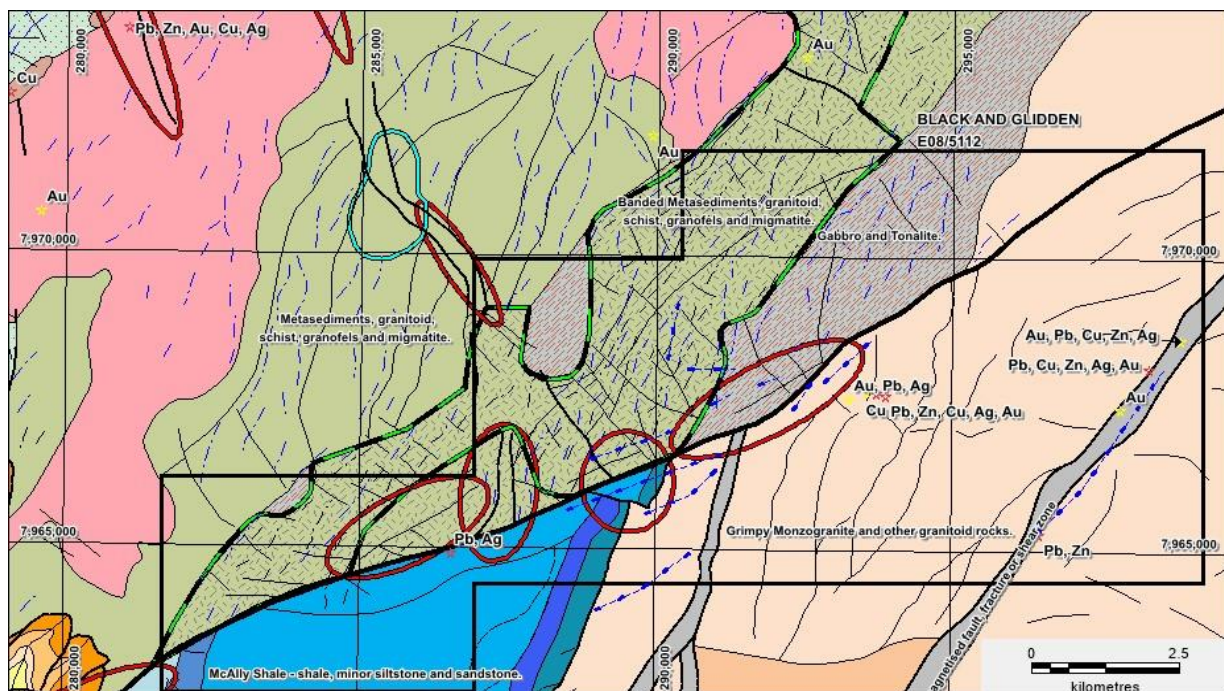 280,000
285,000
290,000
295,000
Pb, Zn, Au, Cu, Ag
Cu
Au
Au
Au
BLACK AND GLIDDEN
E08/5112
Banded Metasediments, granitoid,
schist, granofels and migmatite.
Gabbro and Tonalite.
7,970,000
7,970,000
Metasediments, granitoid,
schist, granofels and migmatite.
Au, Pb, Cu, Zn, Ag
Pb, Cu, Zn, Ag, Au
Au, Pb, Ag
Au
Cu Pb, Zn, Cu, Ag, Au
7,965,000
7,965,000
Pb, Ag
Grimpy Monzogranite and other granitoid rocks.
Pb, Zn
agnetised fault, fracture or shear zone
McAlly Shale - shale, minor siltstone and sandstone.
280,000
290,000
0 2.5
kilometres